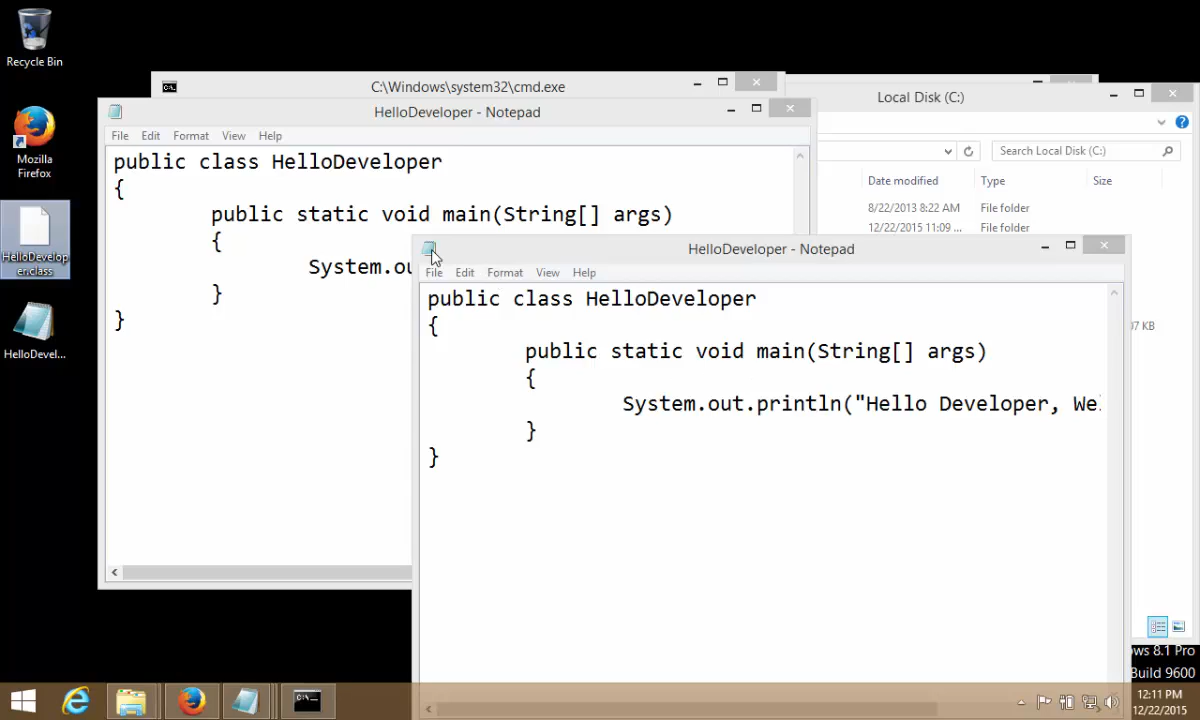 Recycle Bin
Mozilla
Firefox
HelloDevelop
er.class
HelloDevel...
C:\Windows\system32\cmd.exe
HelloDeveloper - Notepad
File Edit Format View Help
public class HelloDeveloper
{
public static void main(String[] args)
{
System.ou
}
}
Local Disk (C:)
Search Local Disk (C:)
Date modified Type Size
8/22/2013 8:22 AM File folder
12/22/2015 11:09 ... File folder
07 KB
HelloDeveloper - Notepad
File Edit Format View Help
public class HelloDeveloper
{
public static void main(String[] args)
{
System.out.println("Hello Developer, We
}
}
ws 8.1 Pro
Build 9600
12:11 PM
12/22/2015